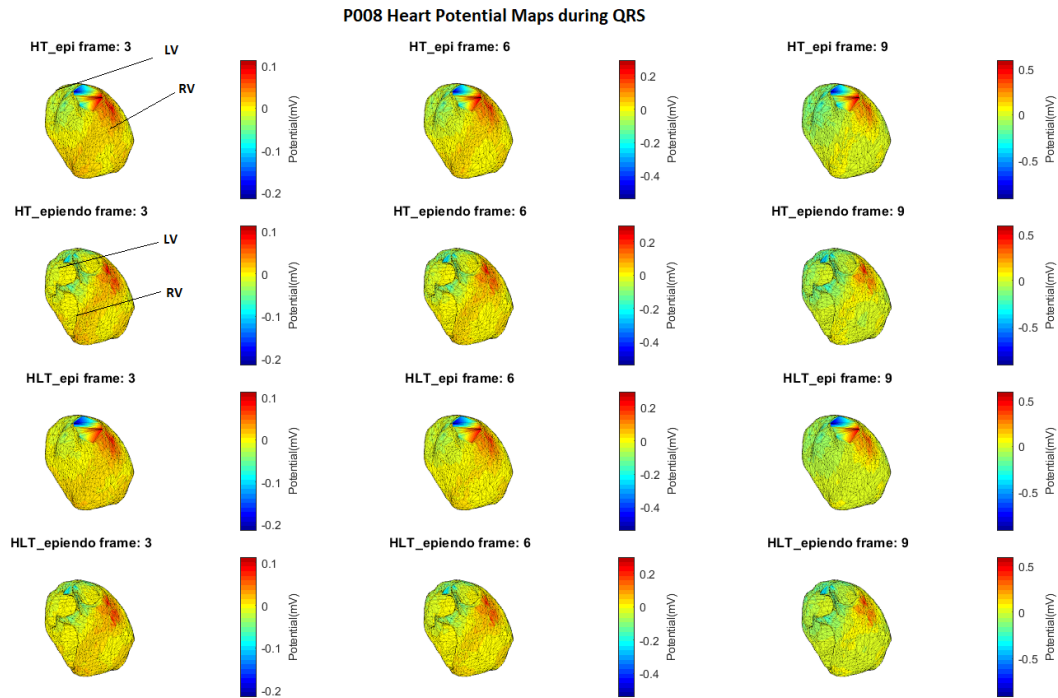 P008 Heart Potential Maps during QRS
HT_epi frame: 3
LV
RV
0.1
0
-0.1
-0.2
Potential(mV)
HT_epi frame: 6
0.2
0
-0.2
-0.4
Potential(mV)
HT_epi frame: 9
0.5
0
-0.5
Potential(mV)
HT_epiendo frame: 3
LV
RV
0.1
0
-0.1
-0.2
Potential(mV)
HT_epiendo frame: 6
0.2
0
-0.2
-0.4
Potential(mV)
HT_epiendo frame: 9
0.5
0
-0.5
Potential(mV)
HLT_epi frame: 3
0.1
0
-0.1
-0.2
Potential(mV)
HLT_epi frame: 6
0.2
0
-0.2
-0.4
Potential(mV)
HLT_epi frame: 9
0.5
0
-0.5
Potential(mV)
HLT_epiendo frame: 3
0.1
0
-0.1
-0.2
Potential(mV)
HLT_epiendo frame: 6
0.2
0
-0.2
-0.4
Potential(mV)
HLT_epiendo frame: 9
0.5
0
-0.5
Potential(mV)